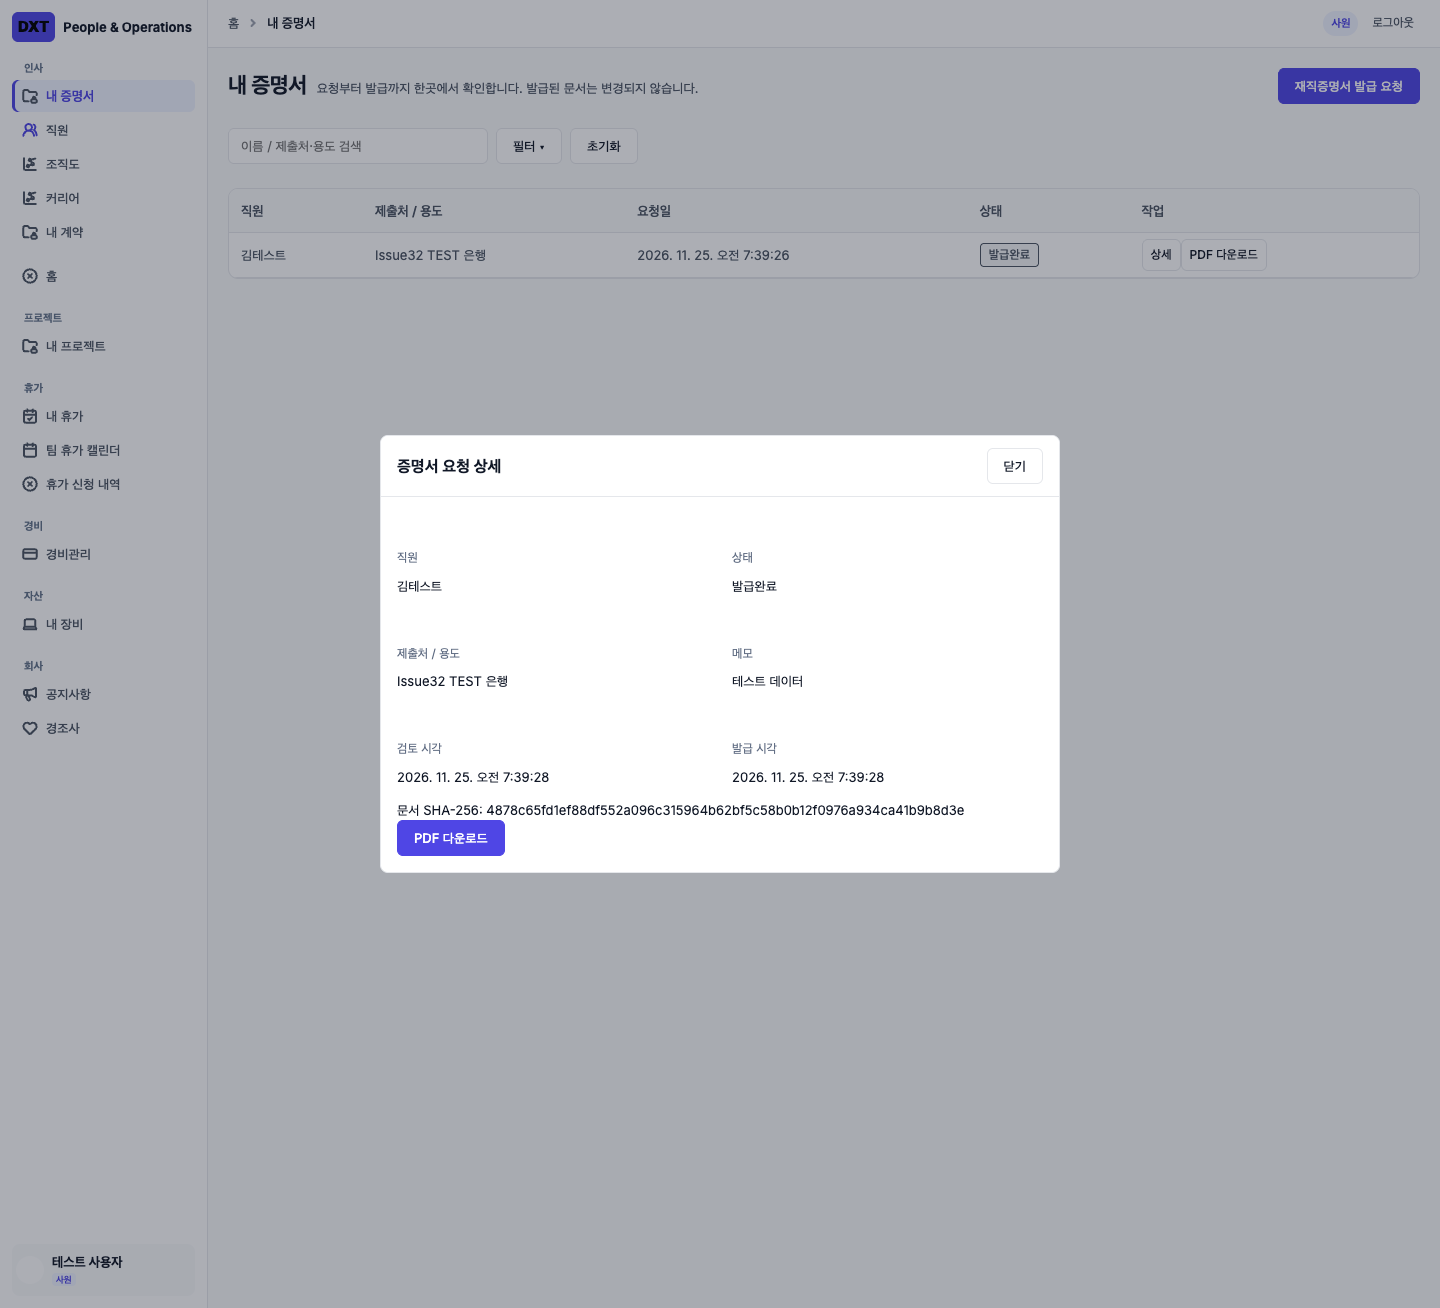 DXT People & Operations
인사
내 증명서
직원
조직도
커리어
내 계약
홈
프로젝트
내 프로젝트
휴가
내 휴가
팀 휴가 캘린더
휴가 신청 내역
경비
경비관리
자산
내 장비
회사
공지사항
경조사
테스트 사용자
사원
홈 > 내 증명서
사원 로그아웃
내 증명서 요청부터 발급까지 한곳에서 확인합니다. 발급된 문서는 변경되지 않습니다.
재직증명서 발급 요청
이름 / 제출처·용도 검색 필터 ▾ 초기화
직원 제출처 / 용도 요청일 상태 작업
김테스트 Issue32 TEST 은행 2026. 11. 25. 오전 7:39:26 발급완료 상세 PDF 다운로드
증명서 요청 상세 닫기
직원 상태
김테스트 발급완료
제출처 / 용도 메모
Issue32 TEST 은행 테스트 데이터
검토 시각 발급 시각
2026. 11. 25. 오전 7:39:28 2026. 11. 25. 오전 7:39:28
문서 SHA-256: 4878c65fd1ef88df552a096c315964b62bf5c58b0b12f0976a934ca41b9b8d3e
PDF 다운로드